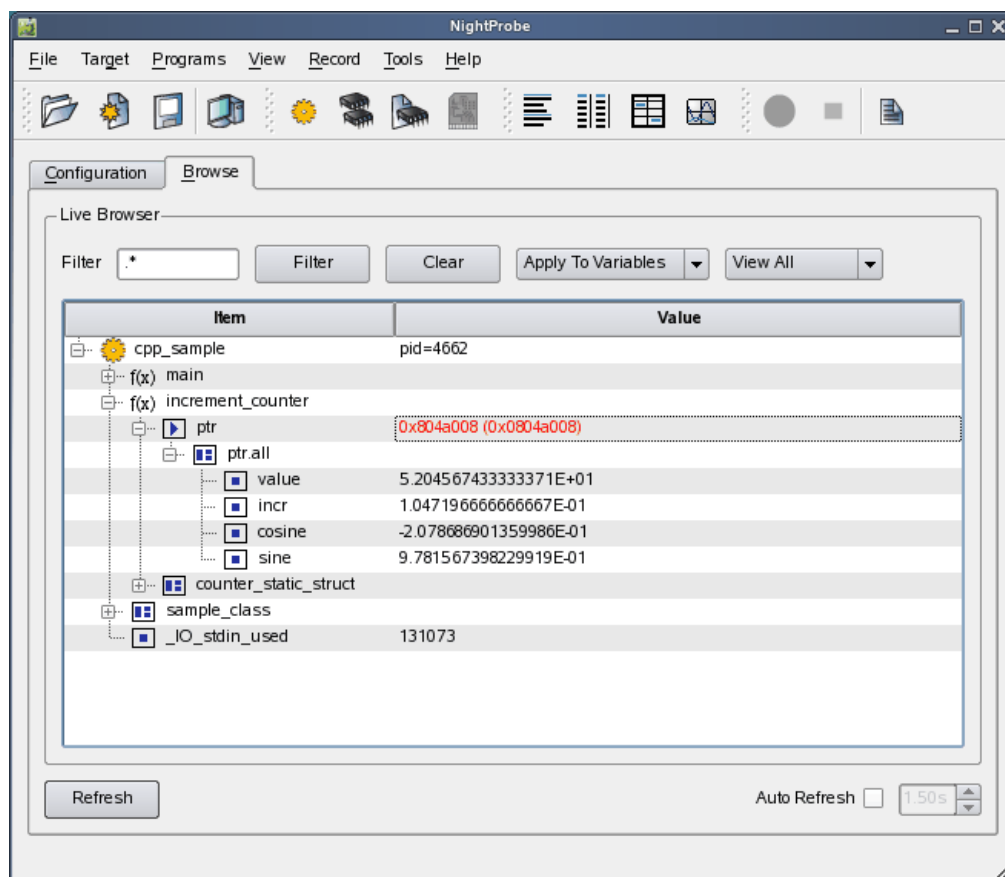 NightProbe
File Target Programs View Record Tools Help
Configuration Browse
Live Browser
Filter .* Filter Clear Apply To Variables View All
Item Value
cpp_sample pid=4662
f(x) main
f(x) increment_counter
ptr 0x804a008 (0x0804a008)
ptr.all
value 5.204567433333371E+01
incr 1.047196666666667E-01
cosine -2.078686901359986E-01
sine 9.781567398229919E-01
counter_static_struct
sample_class
_IO_stdin_used 131073
Refresh Auto Refresh 1.50s